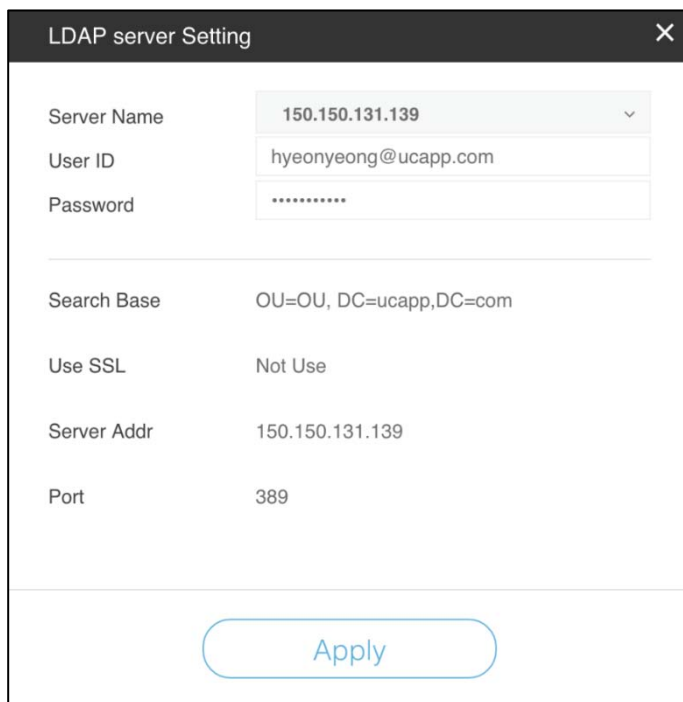 LDAP server Setting
Server Name 150.150.131.139
User ID hyeonyeong@ucapp.com
Password •••••••••••
Search Base OU=OU, DC=ucapp,DC=com
Use SSL Not Use
Server Addr 150.150.131.139
Port 389
Apply